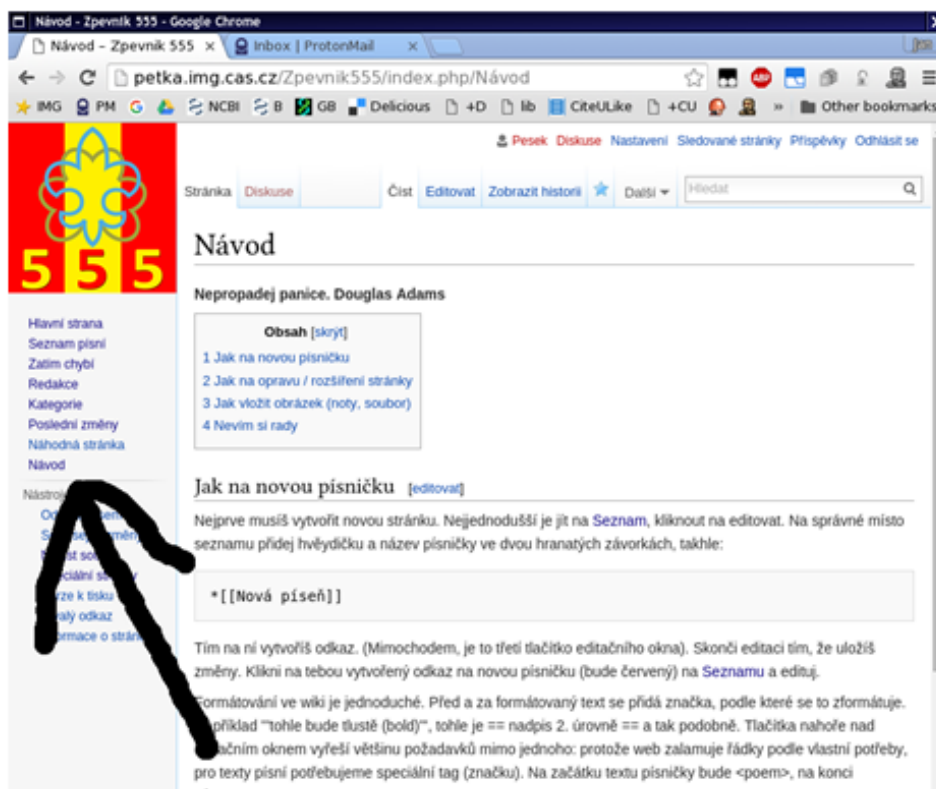 Návod - Zpevník 555 - Google Chrome
Návod – Zpevník 555 × Inbox | ProtonMail ×
petka.img.cas.cz/Zpevnik555/index.php/Návod
IMG PM NCBI B GB Delicious +D lib CiteULike +CU » Other bookmarks
Pesek Diskuse Nastavení Sledované stránky Příspěvky Odhlásit se
Stránka Diskuse Číst Editovat Zobrazit historii Další Hledat
555
Návod
Nepropadej panice. Douglas Adams
Obsah [skrýt]
1 Jak na novou písničku
2 Jak na opravu / rozšíření stránky
3 Jak vložit obrázek (noty, soubor)
4 Nevím si rady
Hlavní strana
Seznam písní
Zatím chybí
Redakce
Kategorie
Poslední změny
Náhodná stránka
Návod
Jak na novou písničku [editovat]
Nejprve musíš vytvořit novou stránku. Nejjednodušší je jít na Seznam, kliknout na editovat. Na správné místo
seznamu přidej hvěydičku a název písničky ve dvou hranatých závorkách, takhle:
*[[Nová píseň]]
Tím na ní vytvoříš odkaz. (Mimochodem, je to třetí tlačítko editačního okna). Skonči editaci tím, že uložíš
změny. Klikni na tebou vytvořený odkaz na novou písničku (bude červený) na Seznamu a edituj.
Formátování ve wiki je jednoduché. Před a za formátovaný text se přidá značka, podle které se to zformátuje.
'''tohle bude tlustě (bold)''', tohle je == nadpis 2. úrovně == a tak podobně. Tlačítka nahoře nad
oknem vyřeší většinu požadavků mimo jednoho: protože web zalamuje řádky podle vlastní potřeby,
pro texty písní potřebujeme speciální tag (značku). Na začátku textu písničky bude <poem>, na konci
k tisku
odkaz